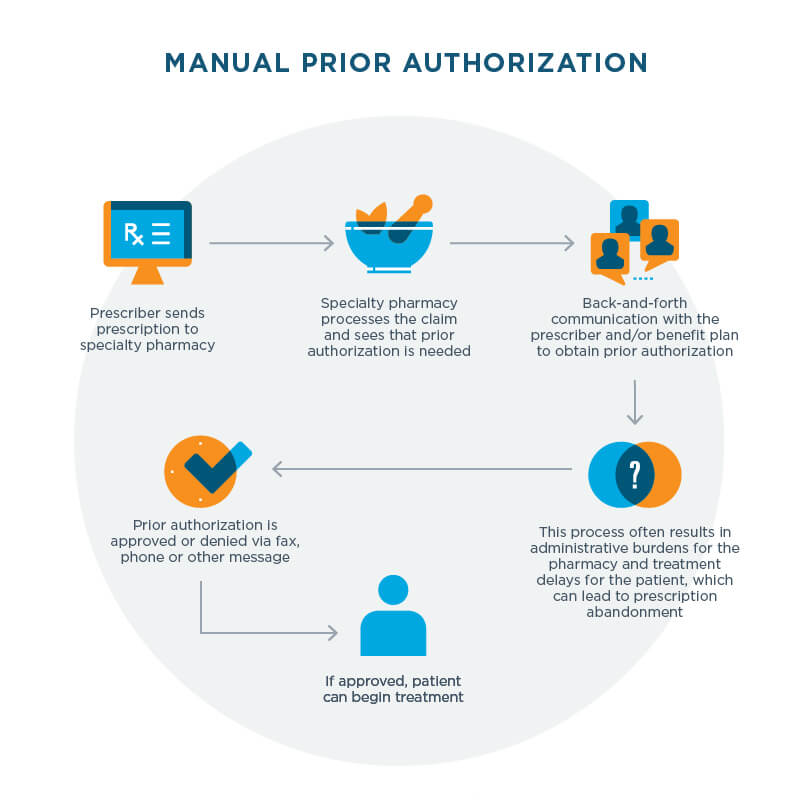 MANUAL PRIOR AUTHORIZATION
Rx
Prescriber sends
prescription to
specialty pharmacy
Specialty pharmacy
processes the claim
and sees that prior
authorization is needed
Back-and-forth
communication with the
prescriber and/or benefit plan
to obtain prior authorization
?
This process often results in
administrative burdens for the
pharmacy and treatment
delays for the patient, which
can lead to prescription
abandonment
Prior authorization is
approved or denied via fax,
phone or other message
If approved, patient
can begin treatment